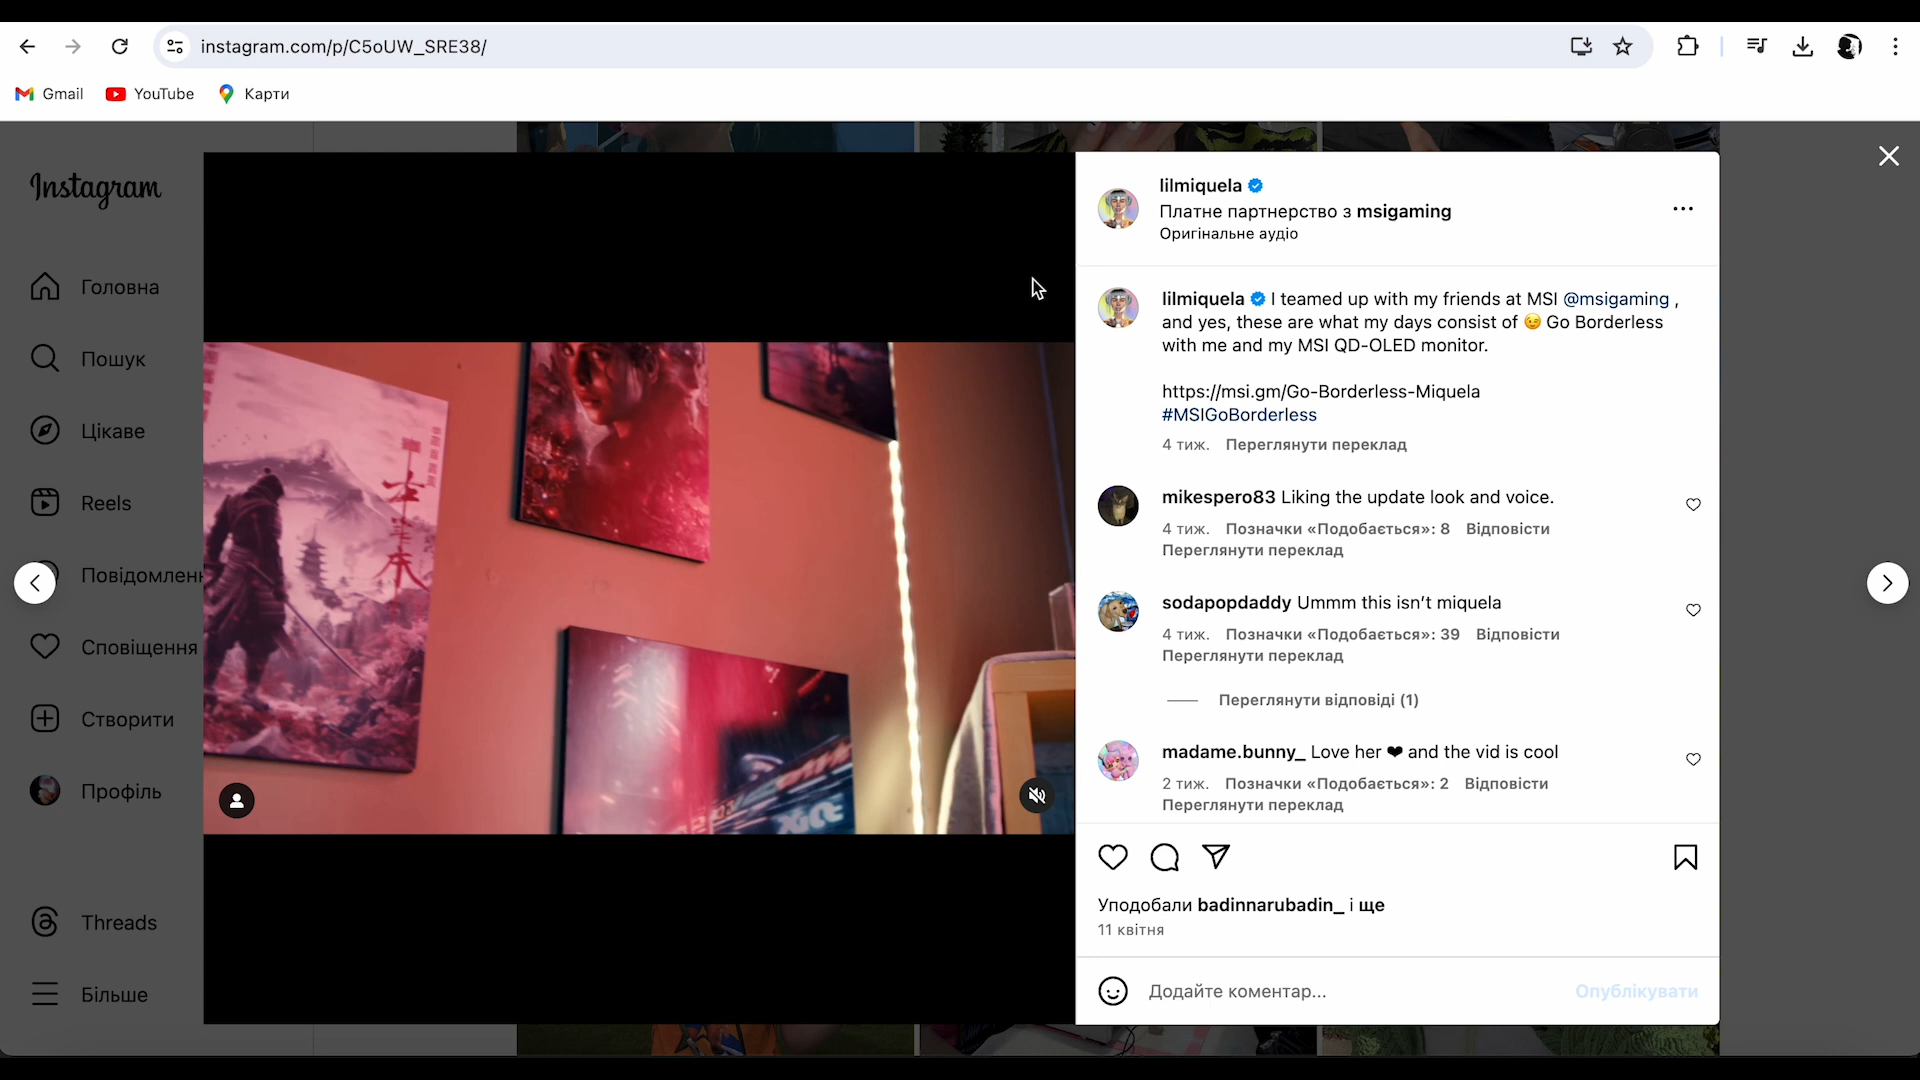 instagram.com/p/C5oUW_SRE38/
Gmail
YouTube
Карти
Instagram
Головна
Пошук
Цікаве
Reels
Повідомленн
Сповіщення
Створити
Профіль
Threads
Більше
lilmiquela
Платне партнерство з msigaming
Оригінальне аудіо
lilmiquela I teamed up with my friends at MSI @msigaming ,
and yes, these are what my days consist of 😉 Go Borderless
with me and my MSI QD-OLED monitor.
https://msi.gm/Go-Borderless-Miquela
#MSIGoBorderless
4 тиж. Переглянути переклад
mikespero83 Liking the update look and voice.
4 тиж. Позначки «Подобається»: 8 Відповісти
Переглянути переклад
sodapopdaddy Ummm this isn’t miquela
4 тиж. Позначки «Подобається»: 39 Відповісти
Переглянути переклад
Переглянути відповіді (1)
madame.bunny_ Love her ❤ and the vid is cool
2 тиж. Позначки «Подобається»: 2 Відповісти
Переглянути переклад
Уподобали badinnarubadin_ і ще
11 квітня
Додайте коментар...
Опублікувати